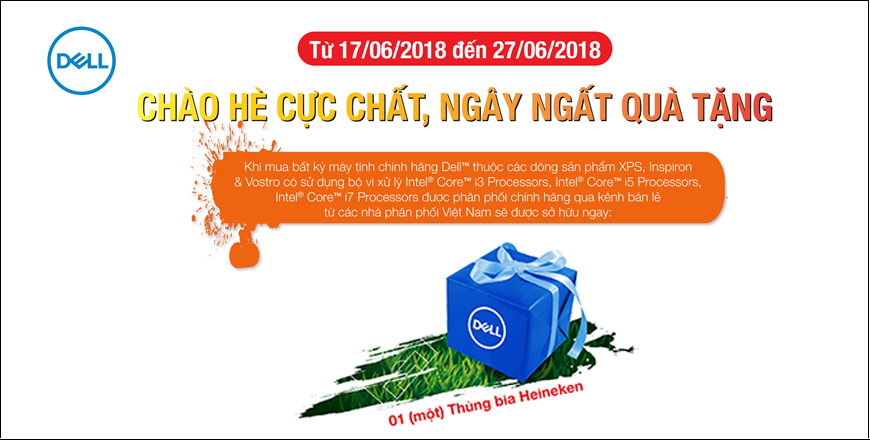 DELL
Từ 17/06/2018 đến 27/06/2018
CHÀO HÈ CỰC CHẤT, NGÂY NGẤT QUÀ TẶNG
Khi mua bất kỳ máy tính chính hãng Dell™ thuộc các dòng sản phẩm XPS, Inspiron
& Vostro có sử dụng bộ vi xử lý Intel® Core™ i3 Processors, Intel® Core™ i5 Processors,
Intel® Core™ i7 Processors được phân phối chính hãng qua kênh bán lẻ
từ các nhà phân phối Việt Nam sẽ được sở hữu ngay:
DELL
01 (một) Thùng bia Heineken